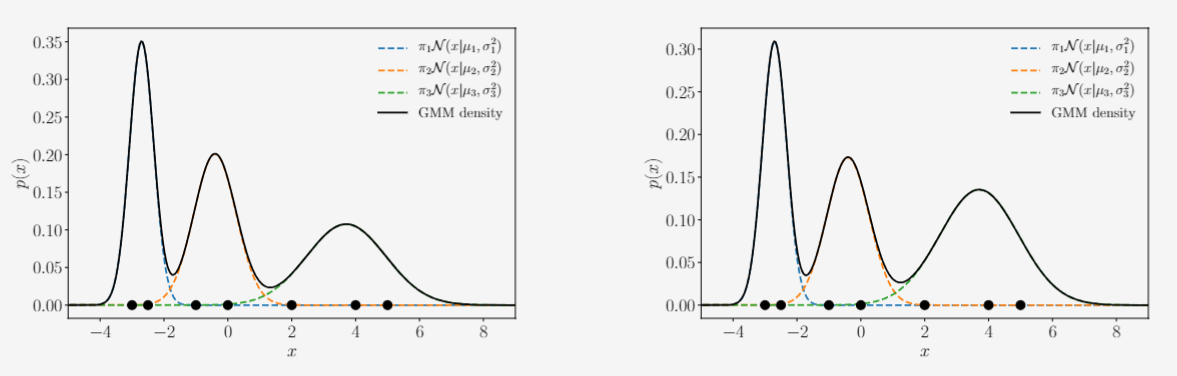 0.35
0.30
0.25
0.20
0.15
0.10
0.05
0.00
p(x)
−4 −2 0 2 4 6 8
x
π₁𝒩(x|μ₁, σ₁²)
π₂𝒩(x|μ₂, σ₂²)
π₃𝒩(x|μ₃, σ₃²)
GMM density
0.30
0.25
0.20
0.15
0.10
0.05
0.00
p(x)
−4 −2 0 2 4 6 8
x
π₁𝒩(x|μ₁, σ₁²)
π₂𝒩(x|μ₂, σ₂²)
π₃𝒩(x|μ₃, σ₃²)
GMM density